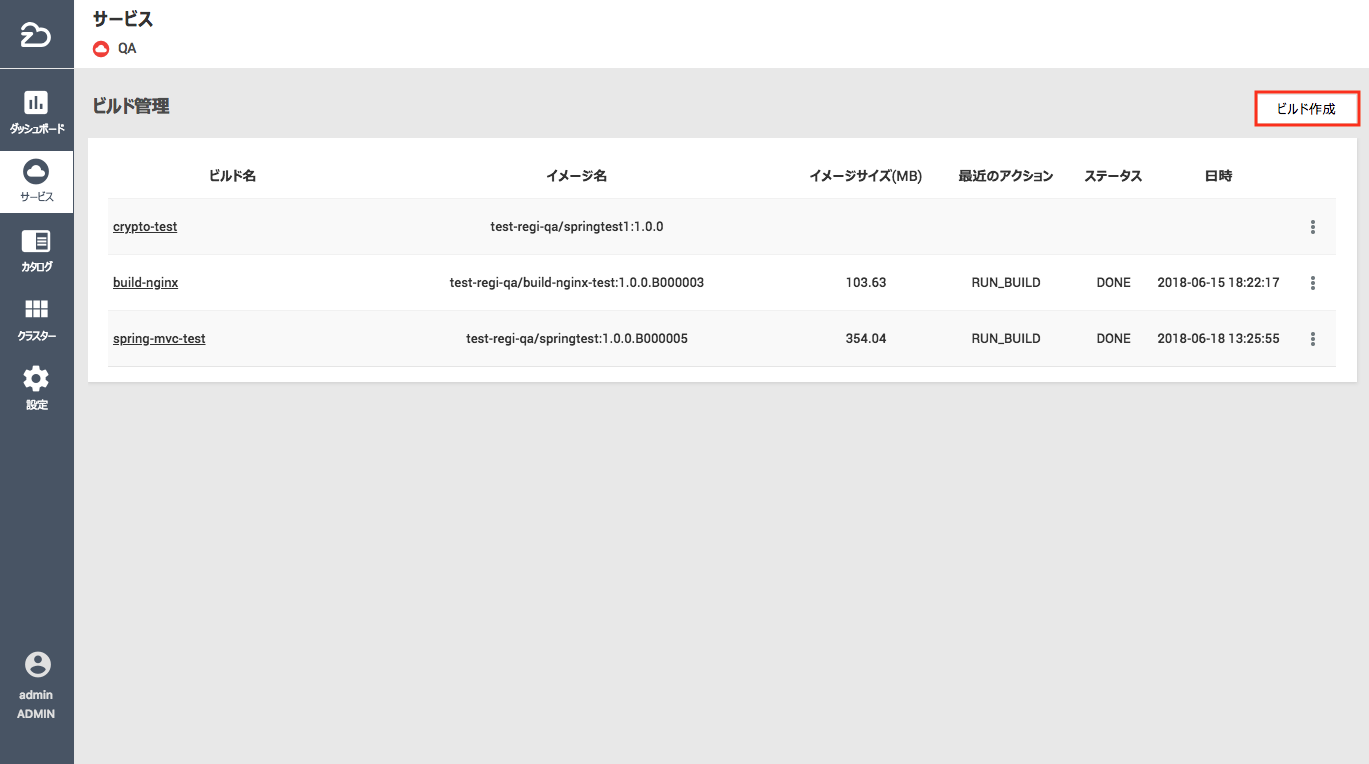 サービス
QA
ダッシュボード
サービス
カタログ
クラスター
設定
admin
ADMIN
ビルド管理
ビルド作成
ビルド名 イメージ名 イメージサイズ(MB) 最近のアクション ステータス 日時
crypto-test test-regi-qa/springtest1:1.0.0
build-nginx test-regi-qa/build-nginx-test:1.0.0.B000003 103.63 RUN_BUILD DONE 2018-06-15 18:22:17
spring-mvc-test test-regi-qa/springtest:1.0.0.B000005 354.04 RUN_BUILD DONE 2018-06-18 13:25:55